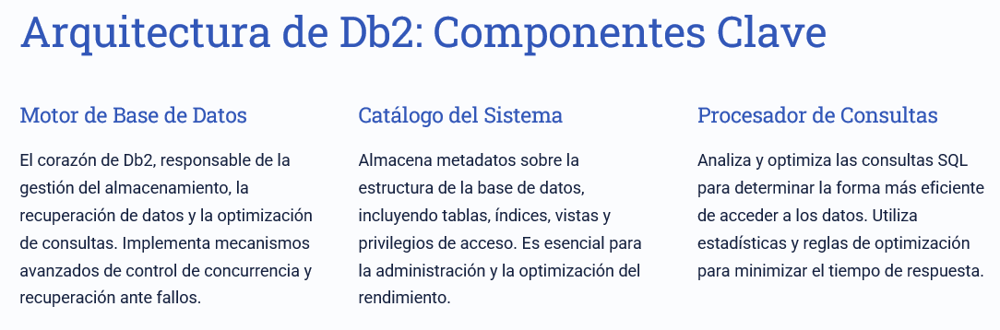 Arquitectura de Db2: Componentes Clave
Motor de Base de Datos
El corazón de Db2, responsable de la
gestión del almacenamiento, la
recuperación de datos y la optimización
de consultas. Implementa mecanismos
avanzados de control de concurrencia y
recuperación ante fallos.
Catálogo del Sistema
Almacena metadatos sobre la
estructura de la base de datos,
incluyendo tablas, índices, vistas y
privilegios de acceso. Es esencial para
la administración y la optimización del
rendimiento.
Procesador de Consultas
Analiza y optimiza las consultas SQL
para determinar la forma más eficiente
de acceder a los datos. Utiliza
estadísticas y reglas de optimización
para minimizar el tiempo de respuesta.